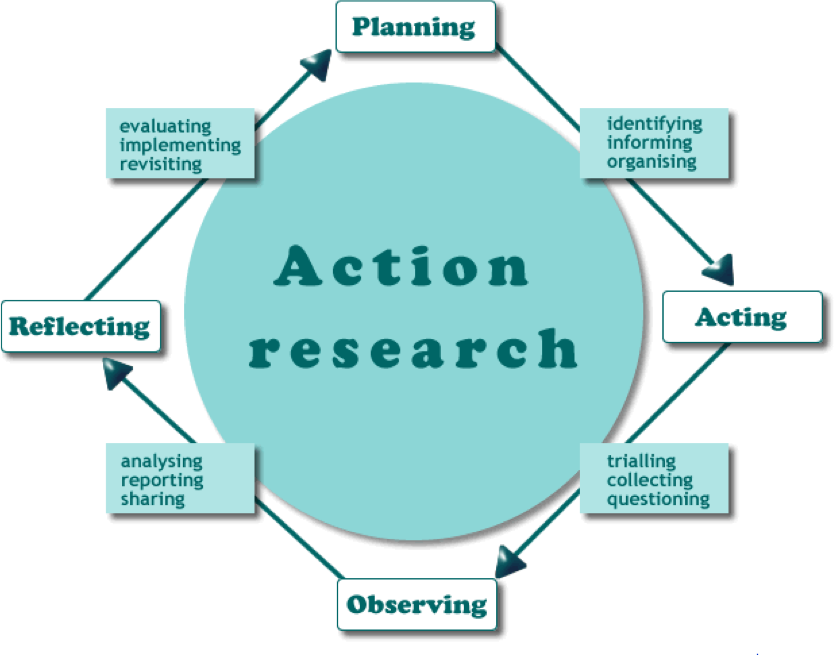 Planning
evaluating
implementing
revisiting
identifying
informing
organising
Action
research
Reflecting
Acting
analysing
reporting
sharing
trialling
collecting
questioning
Observing